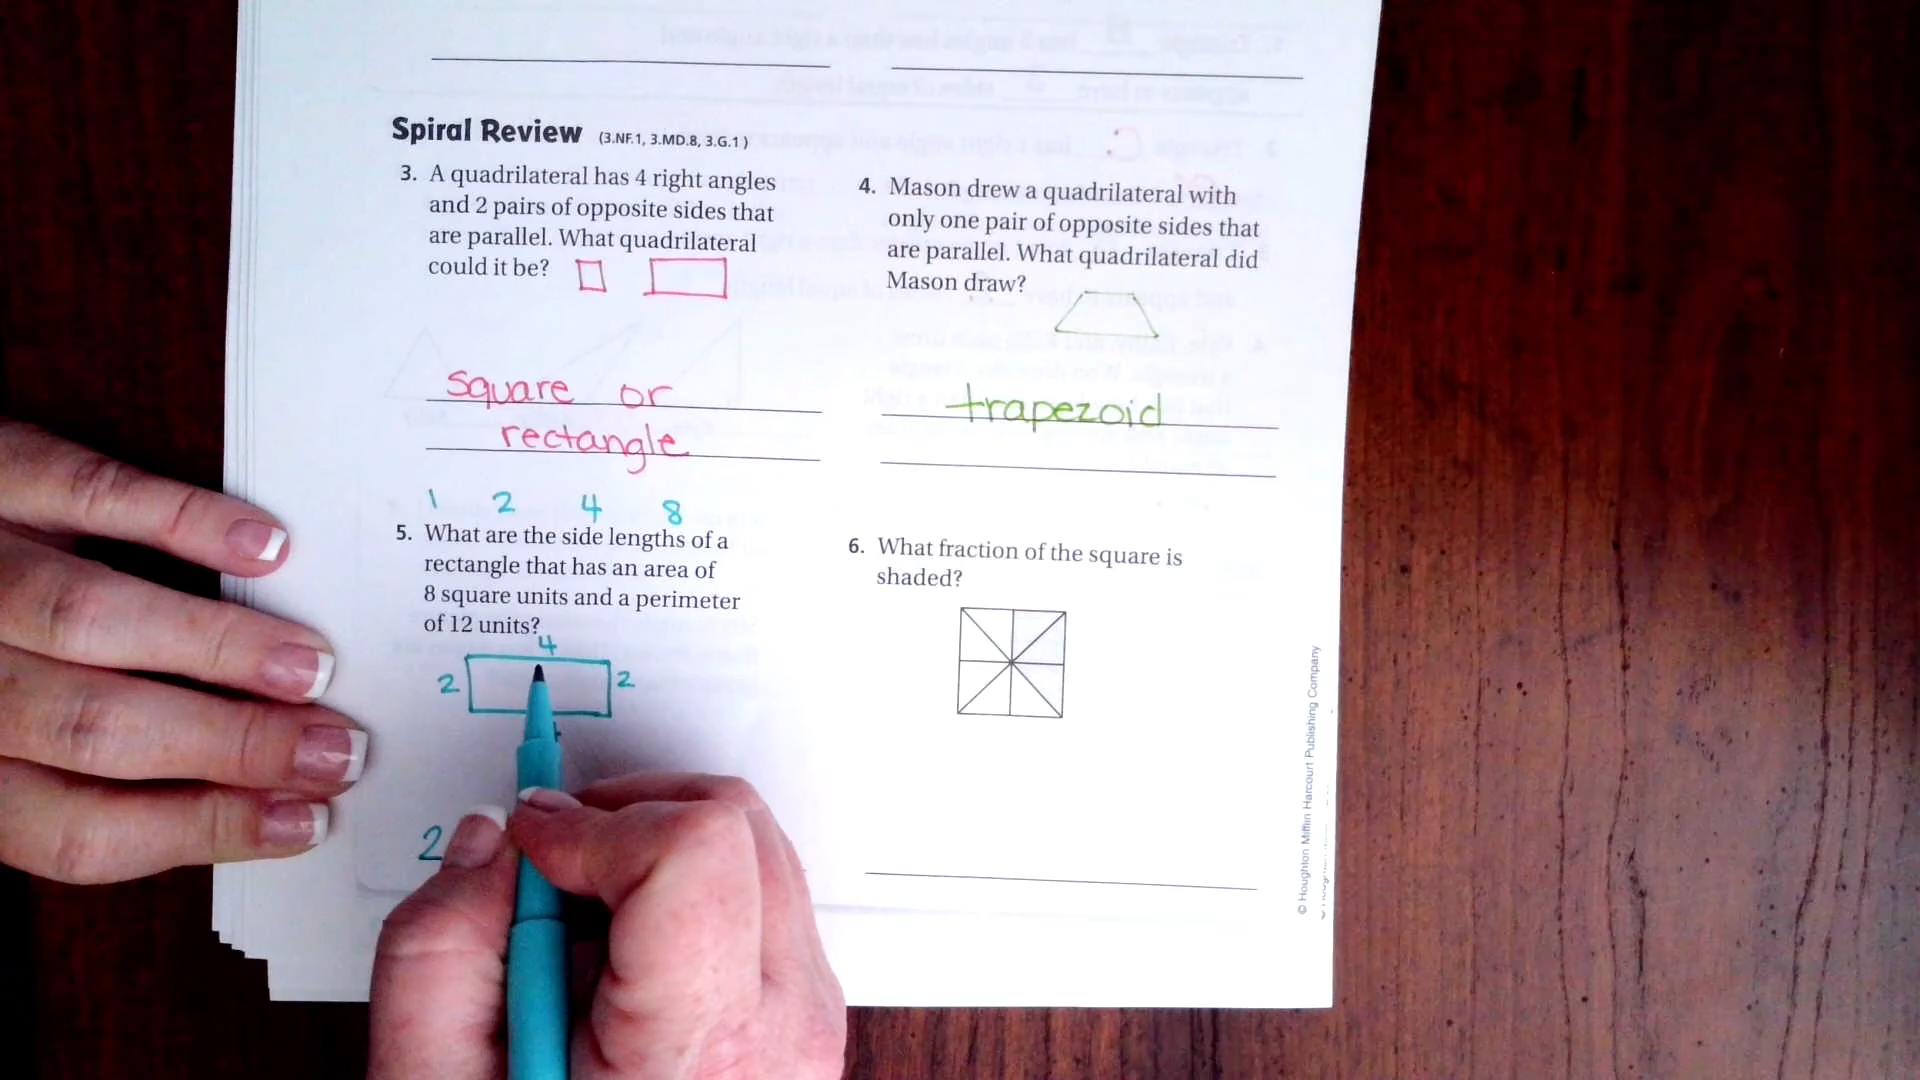 Spiral Review (3.NF.1, 3.MD.8, 3.G.1)
3. A quadrilateral has 4 right angles
and 2 pairs of opposite sides that
are parallel. What quadrilateral
could it be?
square or
rectangle
4. Mason drew a quadrilateral with
only one pair of opposite sides that
are parallel. What quadrilateral did
Mason draw?
trapezoid
1 2 4 8
5. What are the side lengths of a
rectangle that has an area of
8 square units and a perimeter
of 12 units?
4
2 2
2
6. What fraction of the square is
shaded?
© Houghton Mifflin Harcourt Publishing Company